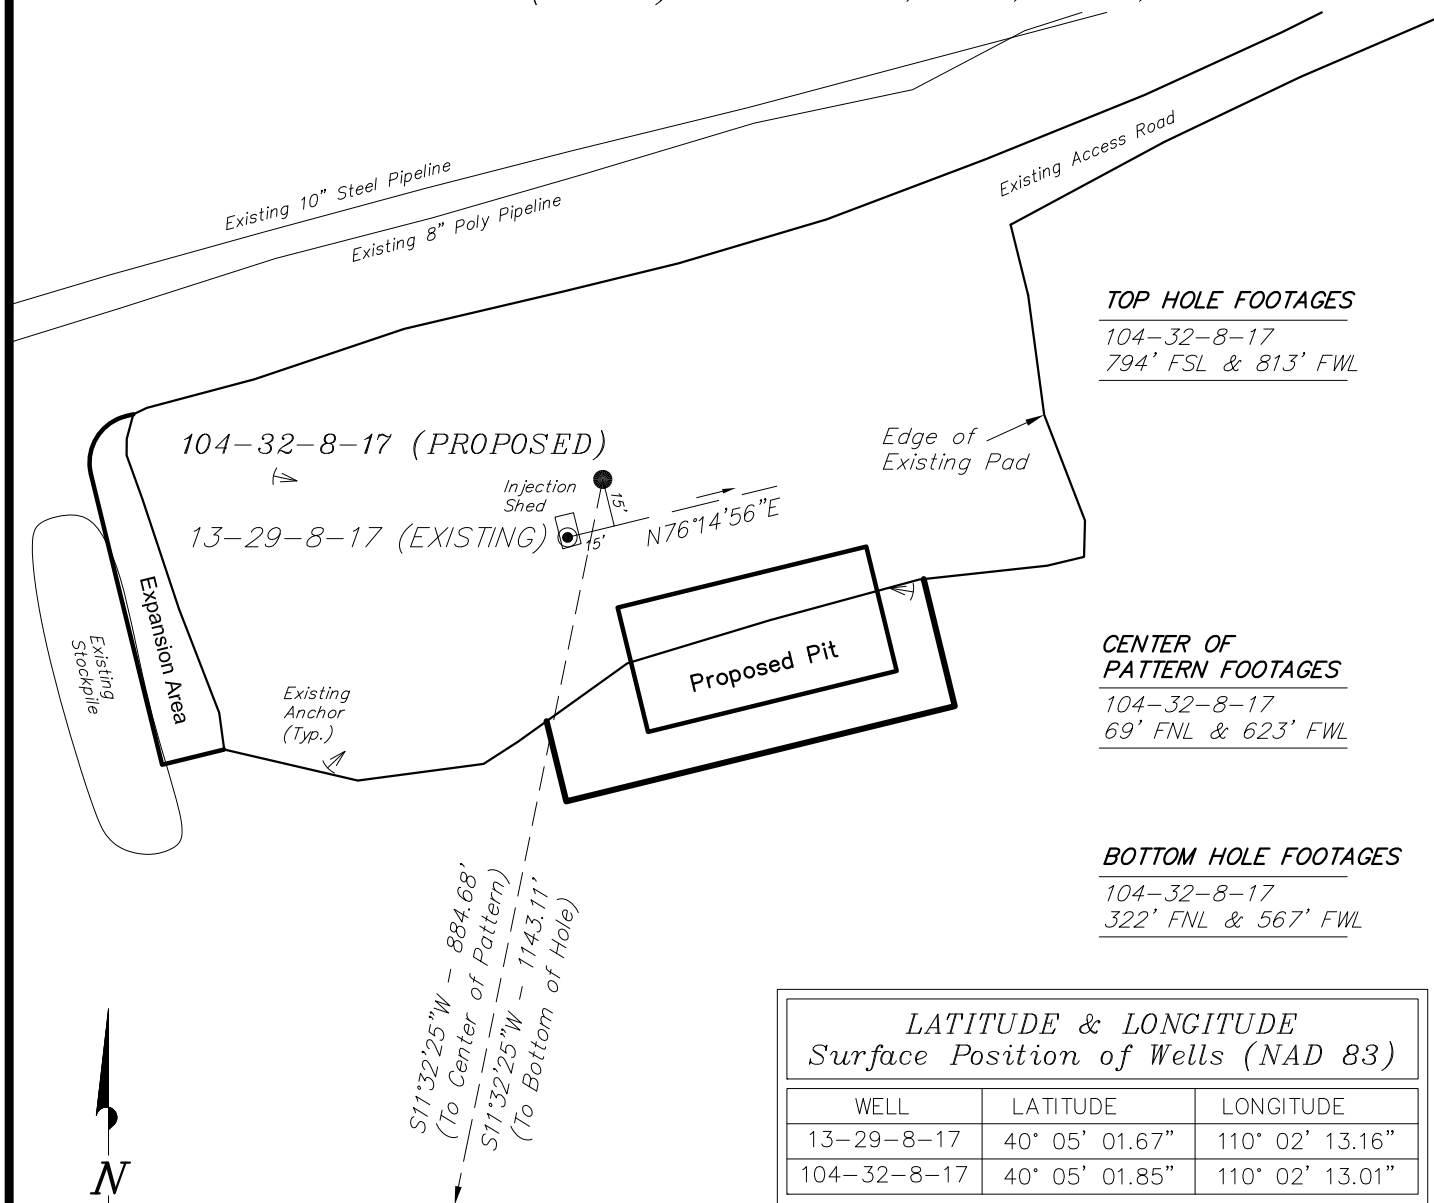 Existing 10" Steel Pipeline
Existing 8" Poly Pipeline
Existing Access Road
TOP HOLE FOOTAGES
104-32-8-17
794' FSL & 813' FWL
104-32-8-17 (PROPOSED)
Edge of
Existing Pad
Injection
Shed
15'
13-29-8-17 (EXISTING)
15'
N76°14'56"E
Expansion Area
Existing
Stockpile
Proposed Pit
Existing
Anchor
(Typ.)
CENTER OF
PATTERN FOOTAGES
104-32-8-17
69' FNL & 623' FWL
BOTTOM HOLE FOOTAGES
104-32-8-17
322' FNL & 567' FWL
S11°32'25"W - 884.68'
(To Center of Pattern)
S11°32'25"W - 1143.11'
(To Bottom of Hole)
N
LATITUDE & LONGITUDE
Surface Position of Wells (NAD 83)
WELL LATITUDE LONGITUDE
13-29-8-17 40° 05' 01.67" 110° 02' 13.16"
104-32-8-17 40° 05' 01.85" 110° 02' 13.01"